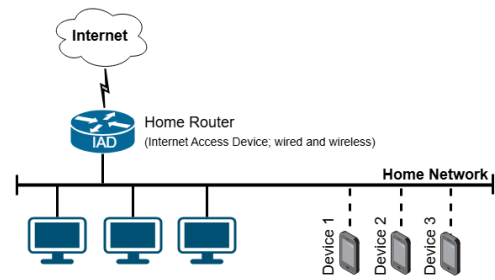 Internet
Home Router
IAD
(Internet Access Device; wired and wireless)
Home Network
Device 1
Device 2
Device 3